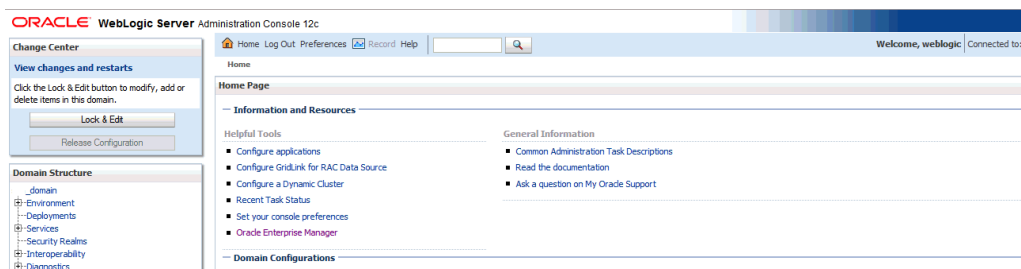 ORACLE WebLogic Server Administration Console 12c
Change Center
View changes and restarts
Click the Lock & Edit button to modify, add or
delete items in this domain.
Lock & Edit
Release Configuration
Domain Structure
_domain
Environment
Deployments
Services
Security Realms
Interoperability
Diagnostics
Home Log Out Preferences Record Help
Welcome, weblogic Connected to:
Home
Home Page
Information and Resources
Helpful Tools
Configure applications
Configure GridLink for RAC Data Source
Configure a Dynamic Cluster
Recent Task Status
Set your console preferences
Oracle Enterprise Manager
General Information
Common Administration Task Descriptions
Read the documentation
Ask a question on My Oracle Support
Domain Configurations